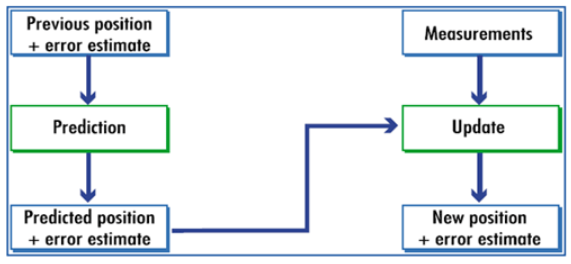 Previous position
+ error estimate
Prediction
Predicted position
+ error estimate
Measurements
Update
New position
+ error estimate